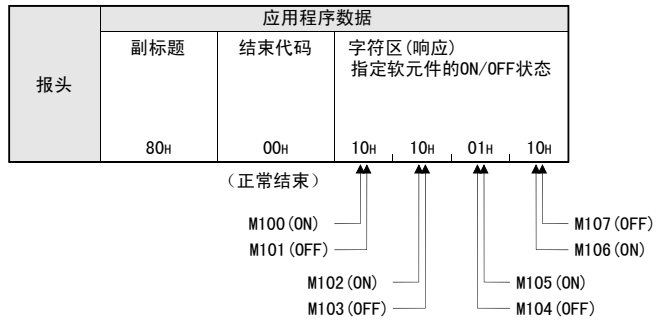 应用程序数据
报头
副标题
结束代码
字符区(响应)
指定软元件的ON/OFF状态
80H
00H
10H
10H
01H
10H
(正常结束)
M100(ON)
M107(OFF)
M101(OFF)
M106(ON)
M102(ON)
M105(ON)
M103(OFF)
M104(OFF)